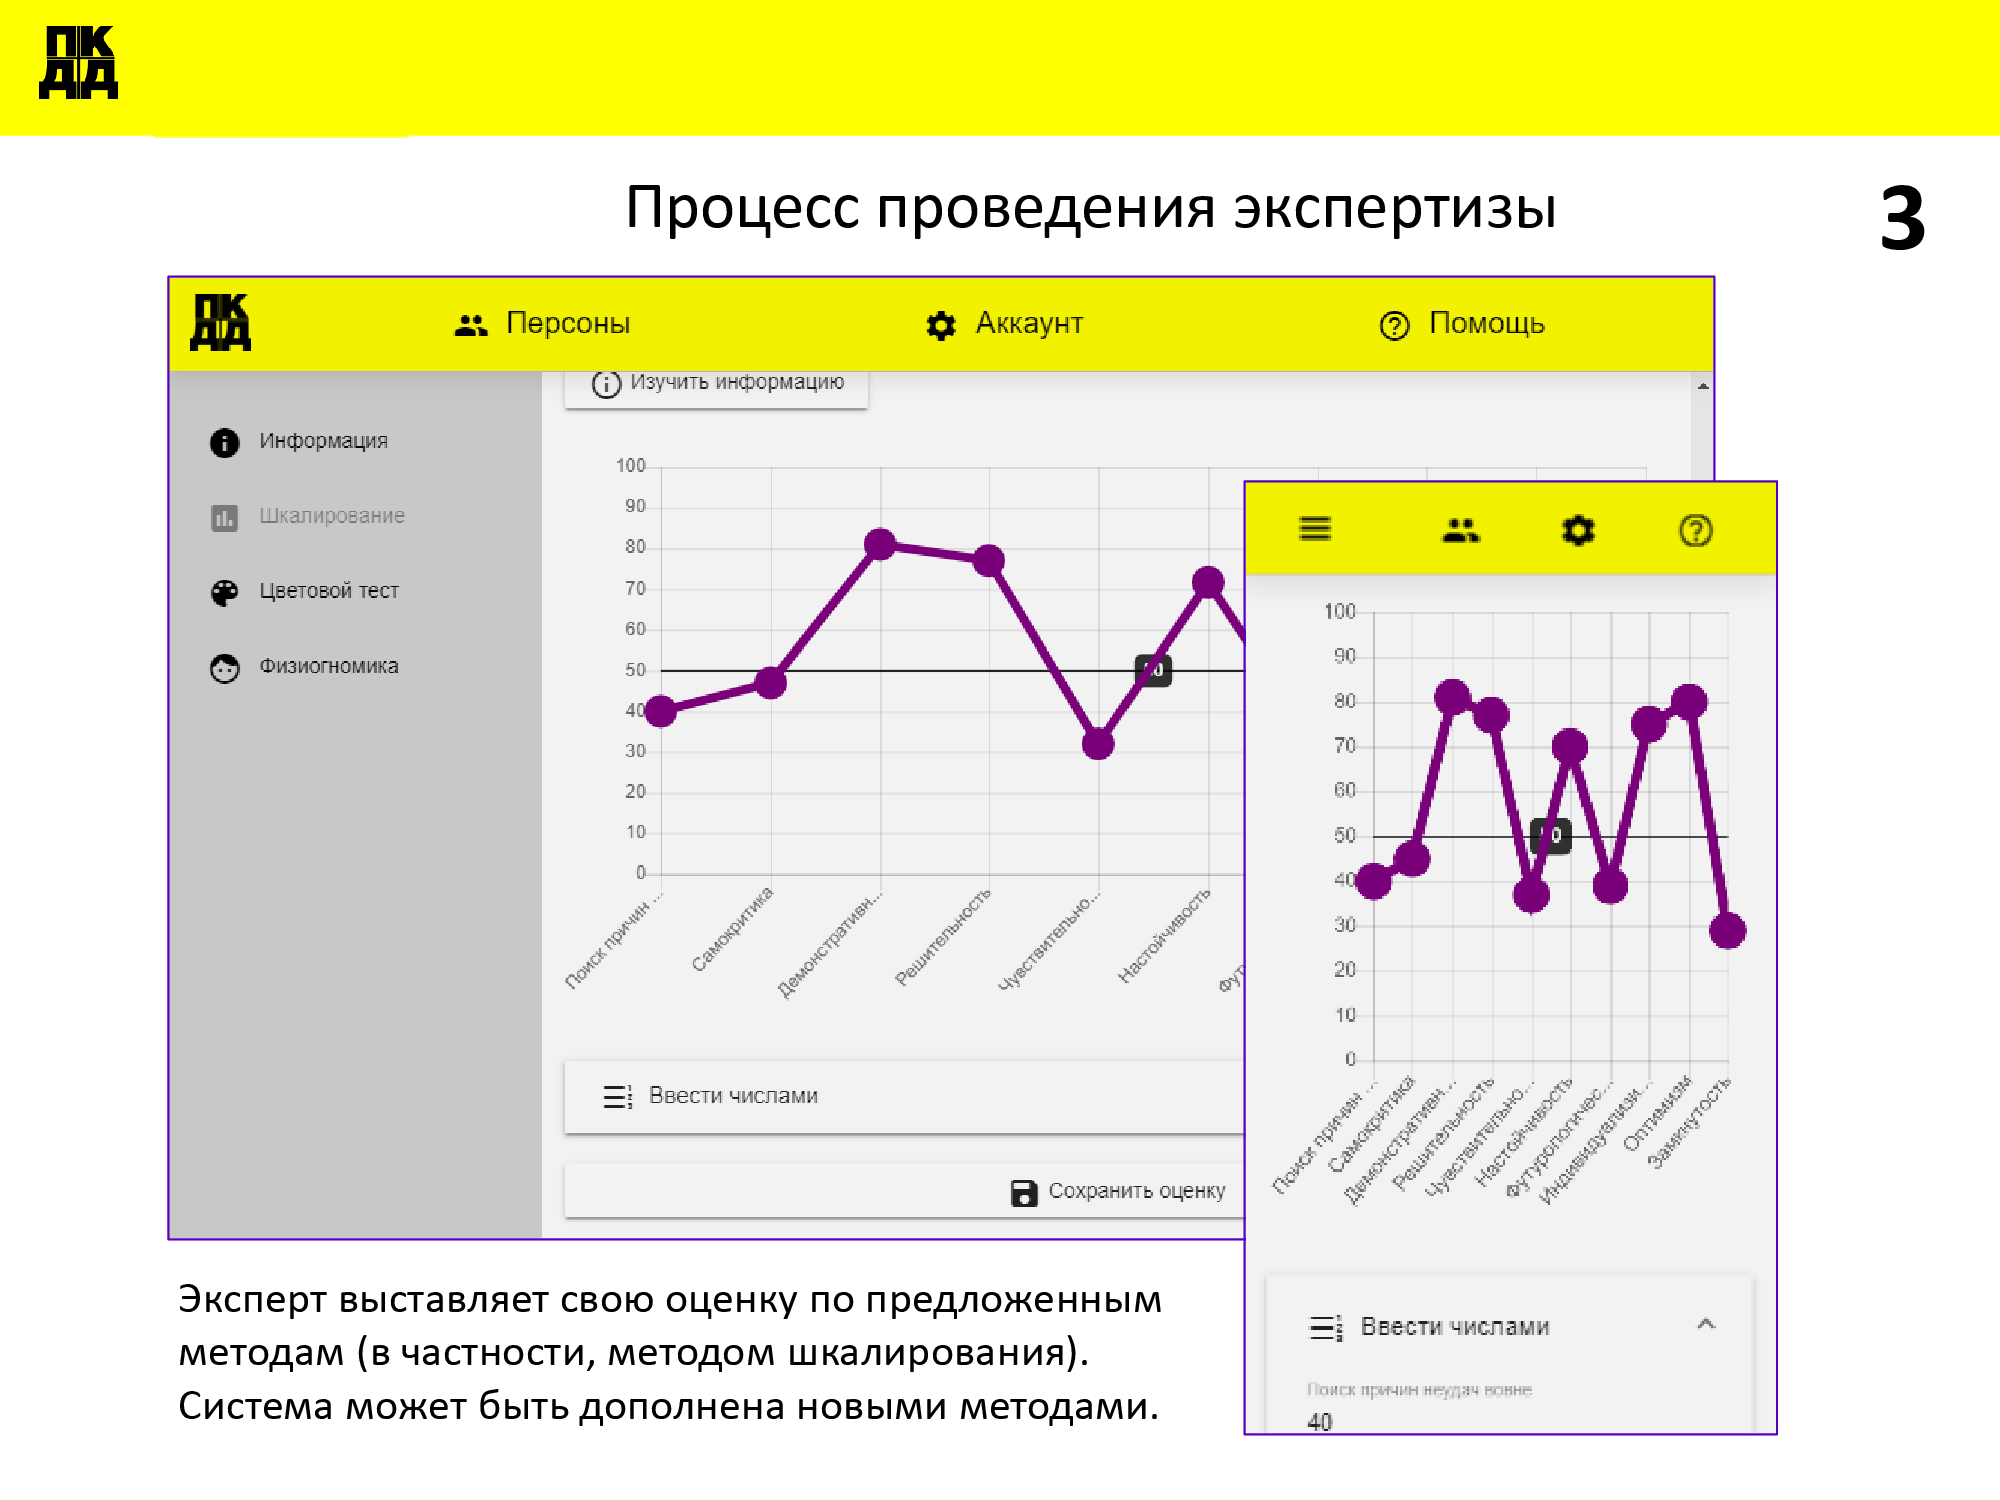 ПК
ДД
Процесс проведения экспертизы
3
ПК
ДД
Персоны
Аккаунт
Помощь
Изучить информацию
Информация
Шкалирование
Цветовой тест
Физиогномика
100
90
80
70
60
50
40
30
20
10
0
Поиск причин ...
Самокритика
Демонстративн...
Решительность
Чувствительно...
Настойчивость
Фут
Ввести числами
Сохранить оценку
100
90
80
70
60
50
40
30
20
10
0
Поиск причин ...
Самокритика
Демонстративн...
Решительность
Чувствительно...
Настойчивость
Футурологичес...
Индивидуализи...
Оптимизм
Замкнутость
Ввести числами
Поиск причин неудач вовне
40
Эксперт выставляет свою оценку по предложенным
методам (в частности, методом шкалирования).
Система может быть дополнена новыми методами.